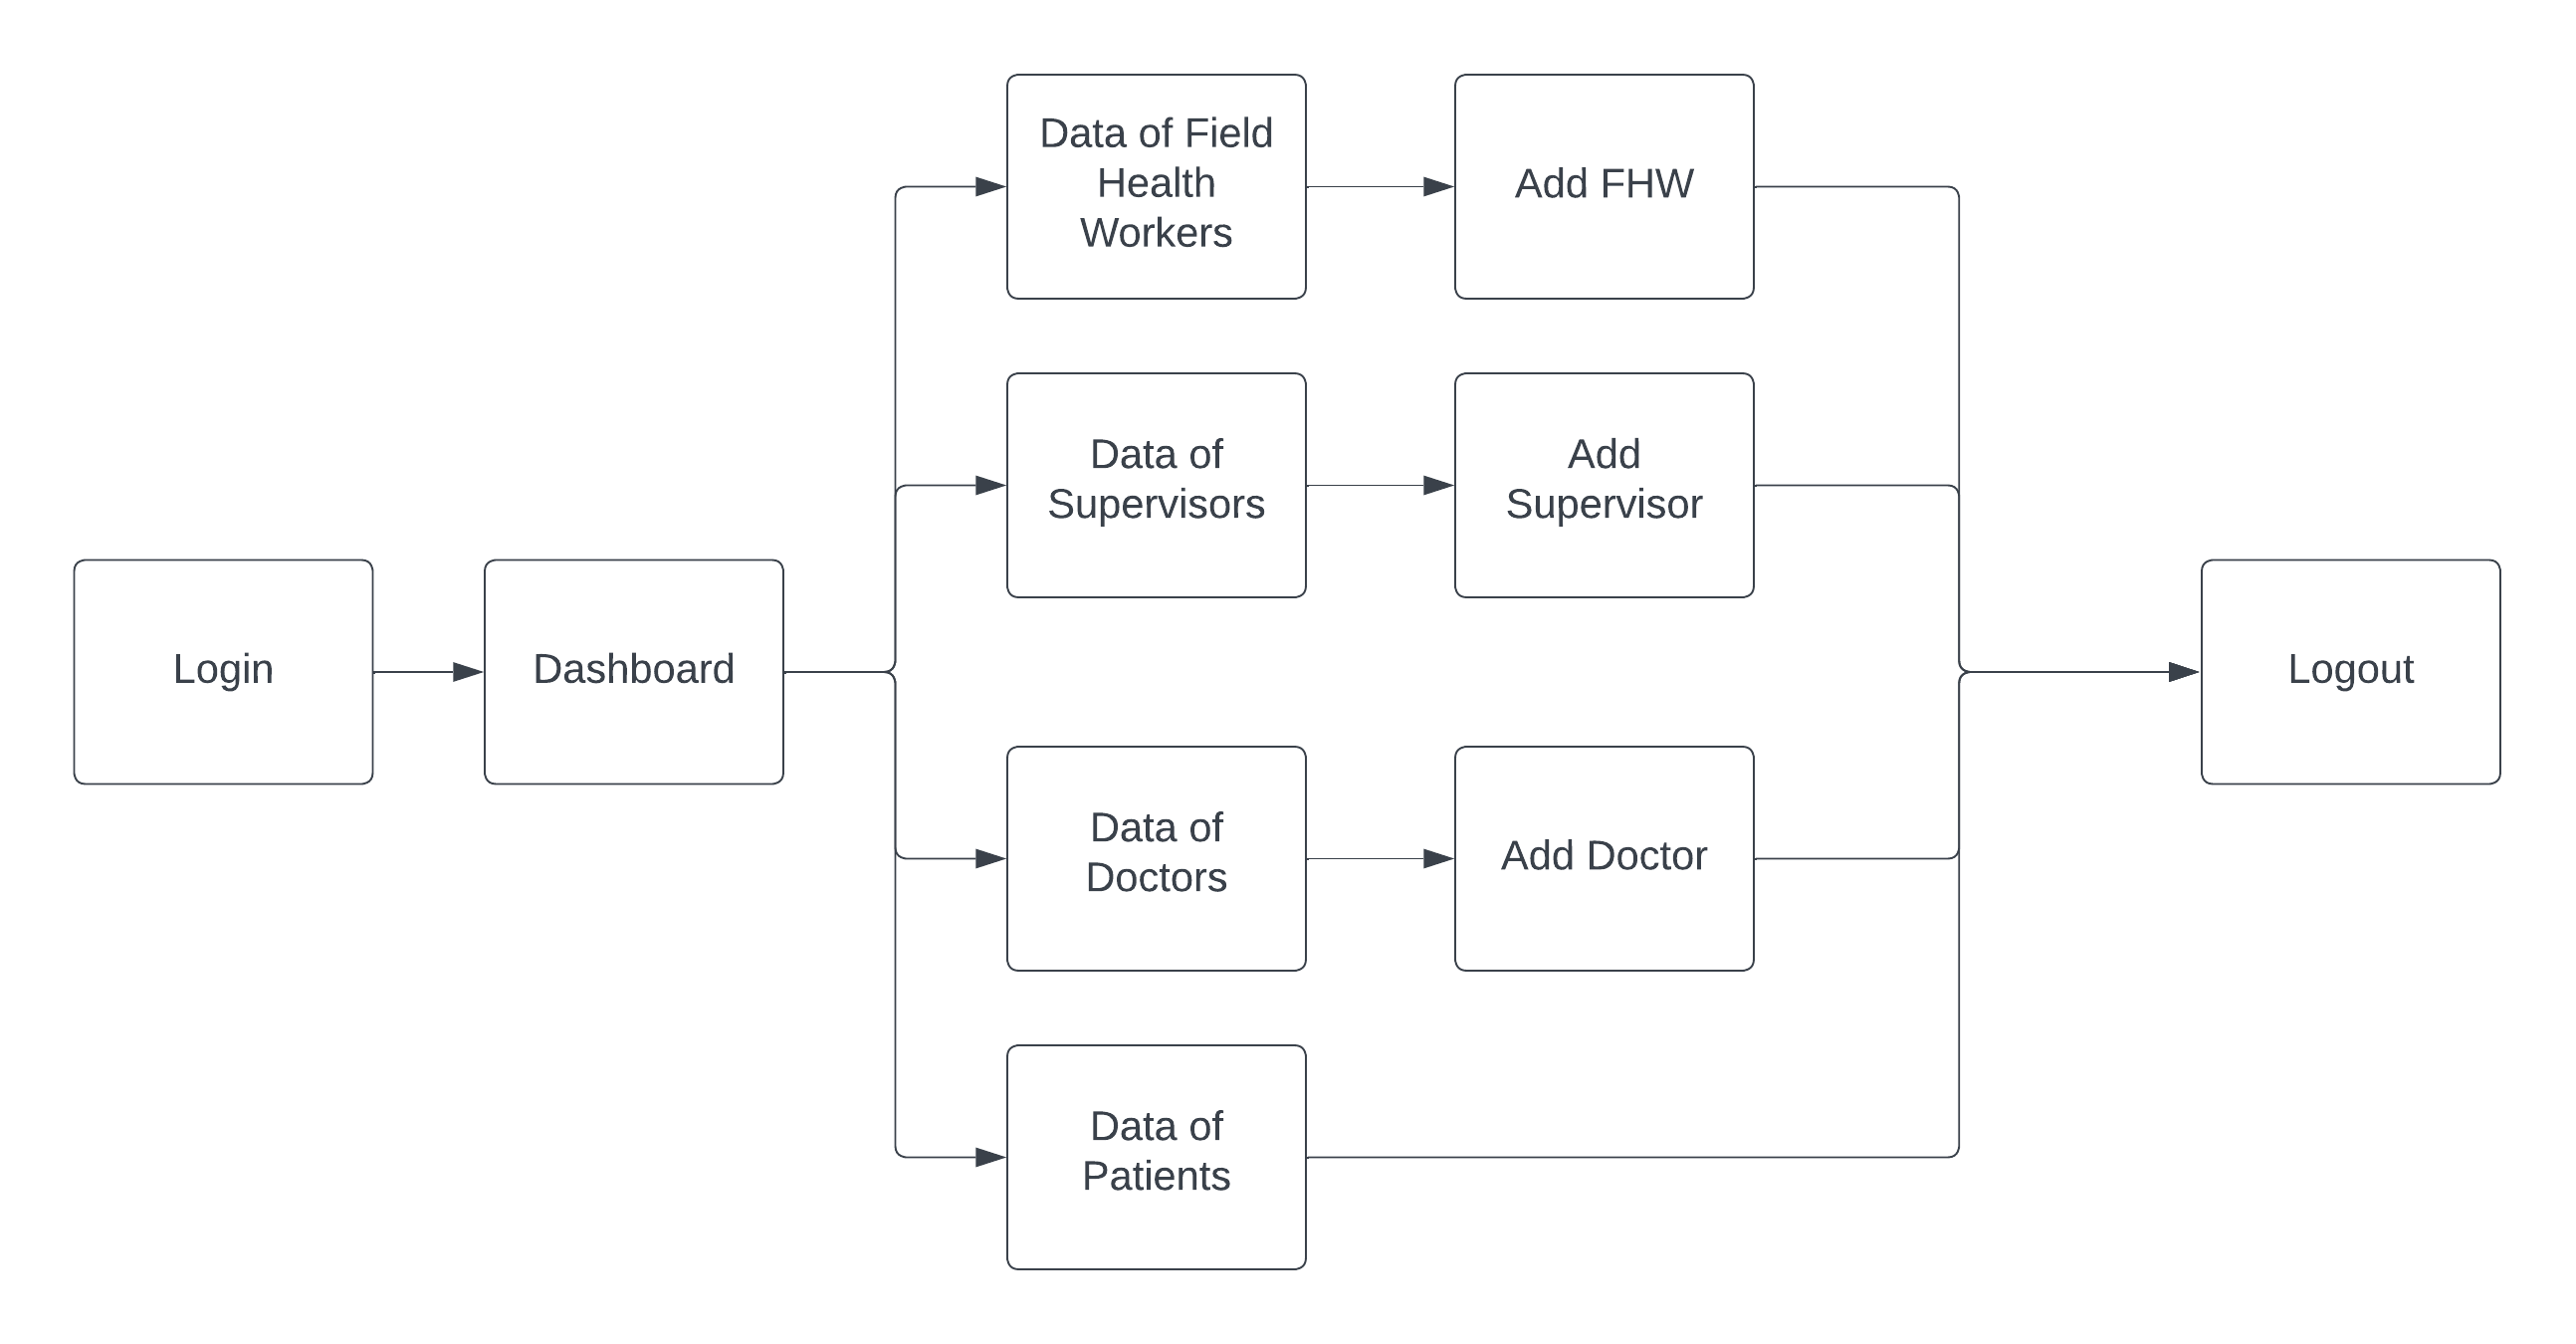 Login
Dashboard
Data of Field
Health
Workers
Add FHW
Data of
Supervisors
Add
Supervisor
Data of
Doctors
Add Doctor
Data of
Patients
Logout